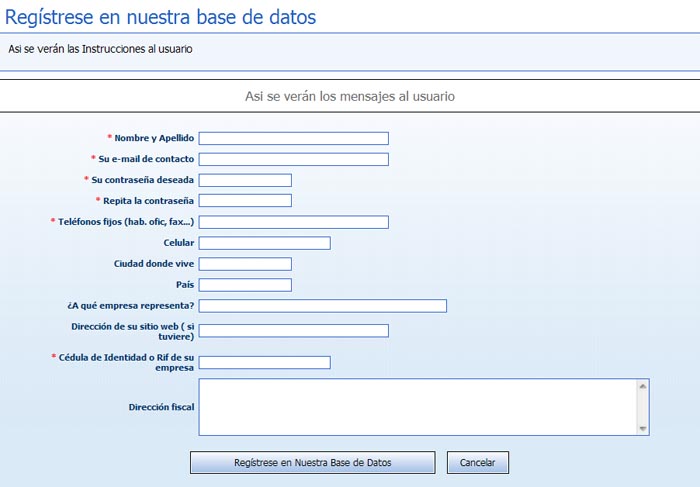 Regístrese en nuestra base de datos
Asi se verán las Instrucciones al usuario
Asi se verán los mensajes al usuario
* Nombre y Apellido
* Su e-mail de contacto
* Su contraseña deseada
* Repita la contraseña
* Teléfonos fijos (hab. ofic, fax...)
Celular
Ciudad donde vive
País
¿A qué empresa representa?
Dirección de su sitio web ( si
tuviere)
* Cédula de Identidad o Rif de su
empresa
Dirección fiscal
Regístrese en Nuestra Base de Datos
Cancelar